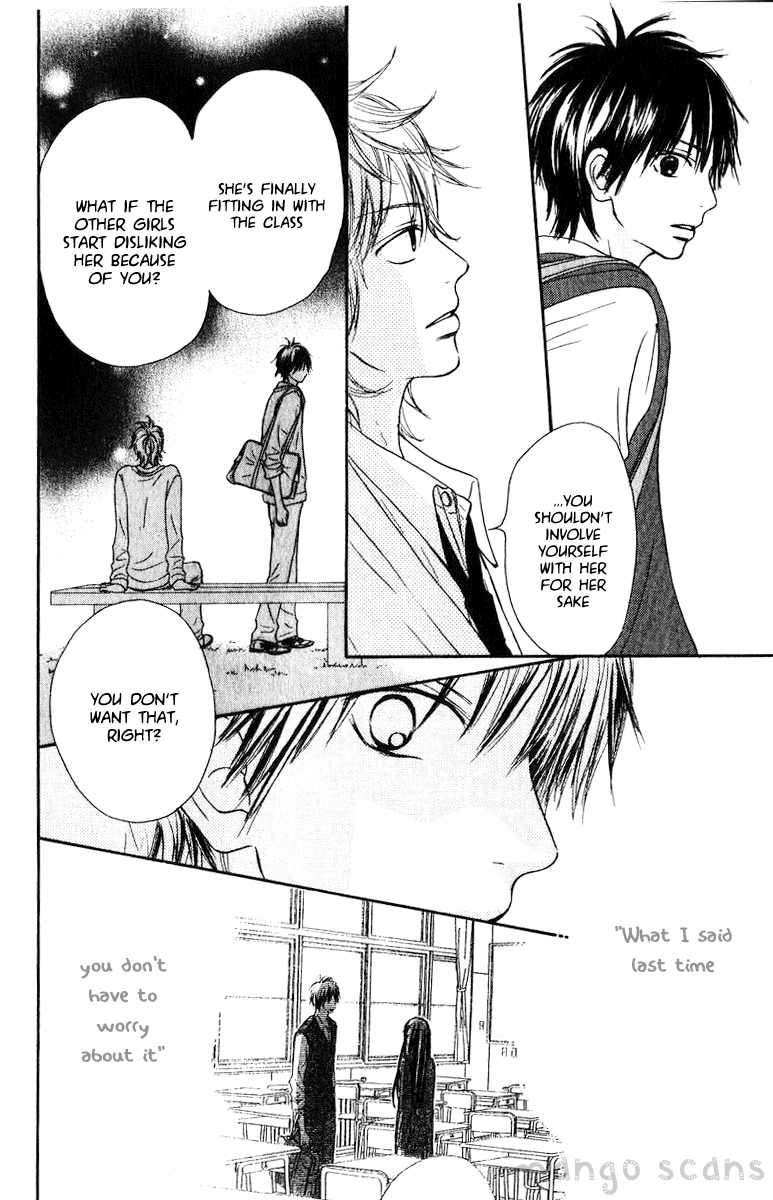 ...YOU
SHOULDN'T
INVOLVE
YOURSELF
WITH HER
FOR HER
SAKE
SHE'S FINALLY
FITTING IN WITH
THE CLASS
WHAT IF THE
OTHER GIRLS
START DISLIKING
HER BECAUSE
OF YOU?
YOU DON'T
WANT THAT,
RIGHT?
"What I said
last time
you don't
have to
worry
about it"
mango scans